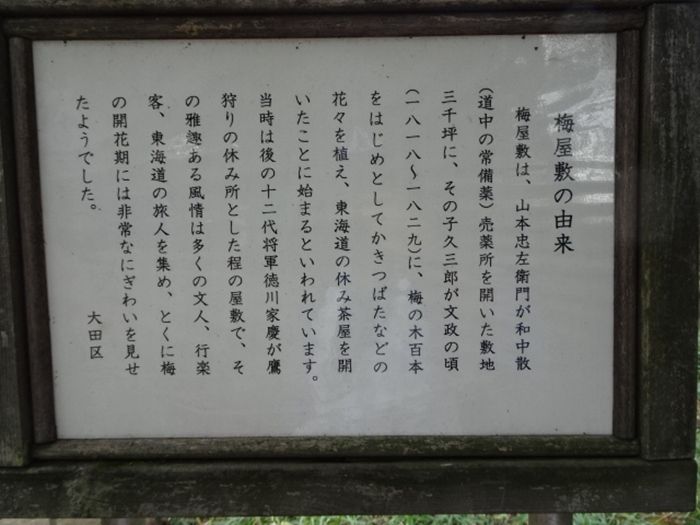 梅屋敷の由来
梅屋敷は、山本忠左衛門が和中散
（道中の常備薬）売薬所を開いた敷地
三千坪に、その子久三郎が文政の頃
（一八一八〜一八二九）に、梅の木百本
をはじめとしてかきつばたなどの
花々を植え、東海道の休み茶屋を開
いたことに始まるといわれています。
当時は後の十二代将軍徳川家慶が鷹
狩りの休み所とした程の屋敷で、そ
の雅趣ある風情は多くの文人、行楽
客、東海道の旅人を集め、とくに梅
の開花期には非常なにぎわいを見せ
たようでした。
大田区